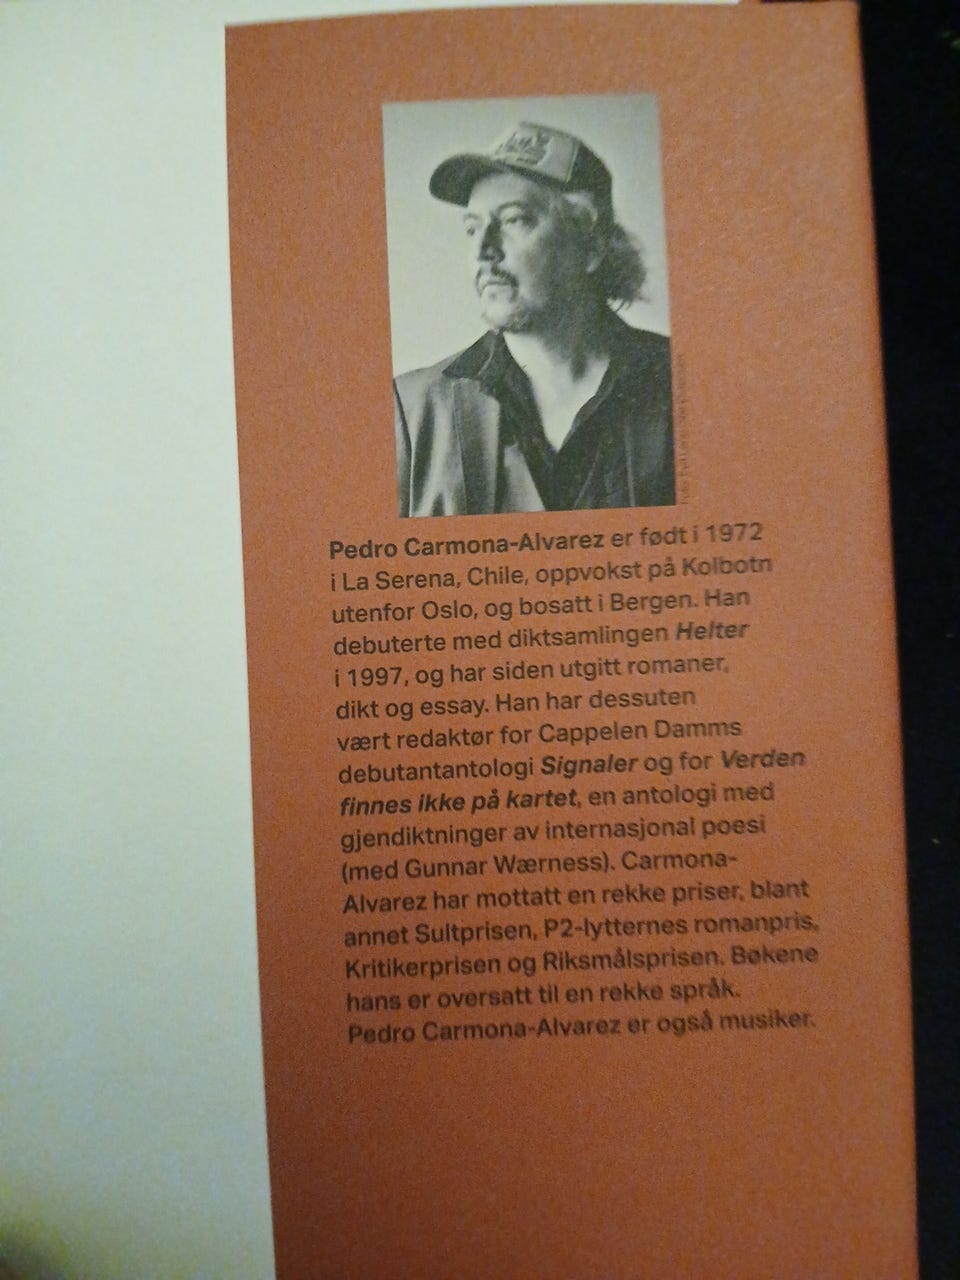 Pedro Carmona-Alvarez er født i 1972
i La Serena, Chile, oppvokst på Kolbotn
utenfor Oslo, og bosatt i Bergen. Han
debuterte med diktsamlingen Helter
i 1997, og har siden utgitt romaner,
dikt og essay. Han har dessuten
vært redaktør for Cappelen Damms
debutantantologi Signaler og for Verden
finnes ikke på kartet, en antologi med
gjendiktninger av internasjonal poesi
(med Gunnar Wærness). Carmona-
Alvarez har mottatt en rekke priser, blant
annet Sultprisen, P2-lytternes romanpris,
Kritikerprisen og Riksmålsprisen. Bøkene
hans er oversatt til en rekke språk.
Pedro Carmona-Alvarez er også musiker.